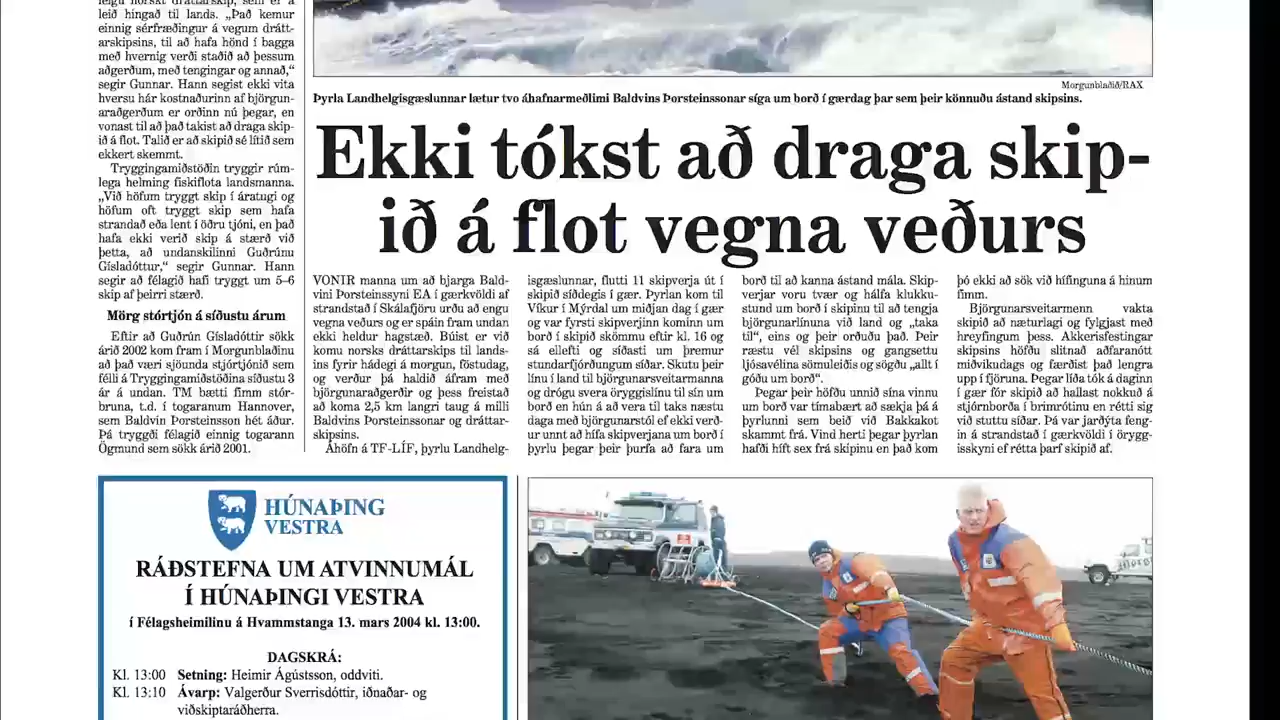 leigu norskt dráttarskip, sem er á
leið hingað til lands. „Það kemur
einnig sérfræðingur á vegum drátt-
arskipsins, til að hafa hönd í bagga
með hvernig verði staðið að þessum
aðgerðum, með tengingar og annað,“
segir Gunnar. Hann segist ekki vita
hversu hár kostnaðurinn af björgun-
araðgerðum er orðinn nú þegar, en
vonast til að það takist að draga skip-
ið á flot. Talið er að skipið sé lítið sem
ekkert skemmt.
Tryggingamiðstöðin tryggir rúm-
lega helming fiskiflota landsmanna.
„Við höfum tryggt skip í áratugi og
höfum oft tryggt skip sem hafa
strandað eða lent í öðru tjóni, en það
hafa ekki verið skip á stærð við
þetta, að undanskilinni Guðrúnu
Gísladóttur,“ segir Gunnar. Hann
segir að félagið hafi tryggt um 5–6
skip af þeirri stærð.
Mörg stórtjón á síðustu árum
Eftir að Guðrún Gísladóttir sökk
árið 2002 kom fram í Morgunblaðinu
að það væri sjöunda stjórtjónið sem
félli á Tryggingamiðstöðina síðustu 3
ár á undan. TM bætti fimm stór-
bruna, t.d. í togaranum Hannover,
sem Baldvin Þorsteinsson hét áður.
Þá tryggði félagið einnig togarann
Ögmund sem sökk árið 2001.
Morgunblaðið/RAX
Þyrla Landhelgisgæslunnar lætur tvo áhafnarmeðlimi Baldvins Þorsteinssonar síga um borð í gærdag þar sem þeir könnuðu ástand skipsins.
Ekki tókst að draga skip-
ið á flot vegna veðurs
VONIR manna um að bjarga Bald-
vini Þorsteinssyni EA í gærkvöldi af
strandstað í Skálafjöru urðu að engu
vegna veðurs og er spáin fram undan
ekki heldur hagstæð. Búist er við
komu norsks dráttarskips til lands-
ins fyrir hádegi á morgun, föstudag,
og verður þá haldið áfram með
björgunaraðgerðir og þess freistað
að koma 2,5 km langri taug á milli
Baldvins Þorsteinssonar og dráttar-
skipsins.
Áhöfn á TF-LÍF, þyrlu Landhelg-
isgæslunnar, flutti 11 skipverja út í
skipið síðdegis í gær. Þyrlan kom til
Víkur í Mýrdal um miðjan dag í gær
og var fyrsti skipverjinn kominn um
borð í skipið skömmu eftir kl. 16 og
sá ellefti og síðasti um þremur
stundarfjórðungum síðar. Skutu þeir
línu í land til björgunarsveitarmanna
og drógu svera öryggislínu til sín um
borð en hún á að vera til taks næstu
daga með björgunarstól ef ekki verð-
ur unnt að hífa skipverjana um borð í
þyrlu þegar þeir þurfa að fara um
borð til að kanna ástand mála. Skip-
verjar voru tvær og hálfa klukku-
stund um borð í skipinu til að tengja
björgunarlínuna við land og „taka
til“, eins og þeir orðuðu það. Þeir
ræstu vél skipsins og gangsettu
ljósavélina sömuleiðis og sögðu „allt í
góðu um borð“.
Þegar þeir höfðu unnið sína vinnu
um borð var tímabært að sækja þá á
þyrlunni sem beið við Bakkakot
skammt frá. Vind herti þegar þyrlan
hafði híft sex frá skipinu en það kom
þó ekki að sök við hífinguna á hinum
fimm.
Björgunarsveitarmenn vakta
skipið að næturlagi og fylgjast með
hreyfingum þess. Akkerisfestingar
skipsins höfðu slitnað aðfaranótt
miðvikudags og færðist það lengra
upp í fjöruna. Þegar líða tók á daginn
í gær fór skipið að hallast nokkuð á
stjórnborða í brimrótinu en rétti sig
við stuttu síðar. Þá var jarðýta feng-
in á strandstað í gærkvöldi í örygg-
isskyni ef rétta þarf skipið af.
HÚNAÞING
VESTRA
RÁÐSTEFNA UM ATVINNUMÁL
Í HÚNAÞINGI VESTRA
í Félagsheimilinu á Hvammstanga 13. mars 2004 kl. 13:00.
DAGSKRÁ:
Kl. 13:00 Setning: Heimir Ágústsson, oddviti.
Kl. 13:10 Ávarp: Valgerður Sverrisdóttir, iðnaðar- og
viðskiptaráðherra.